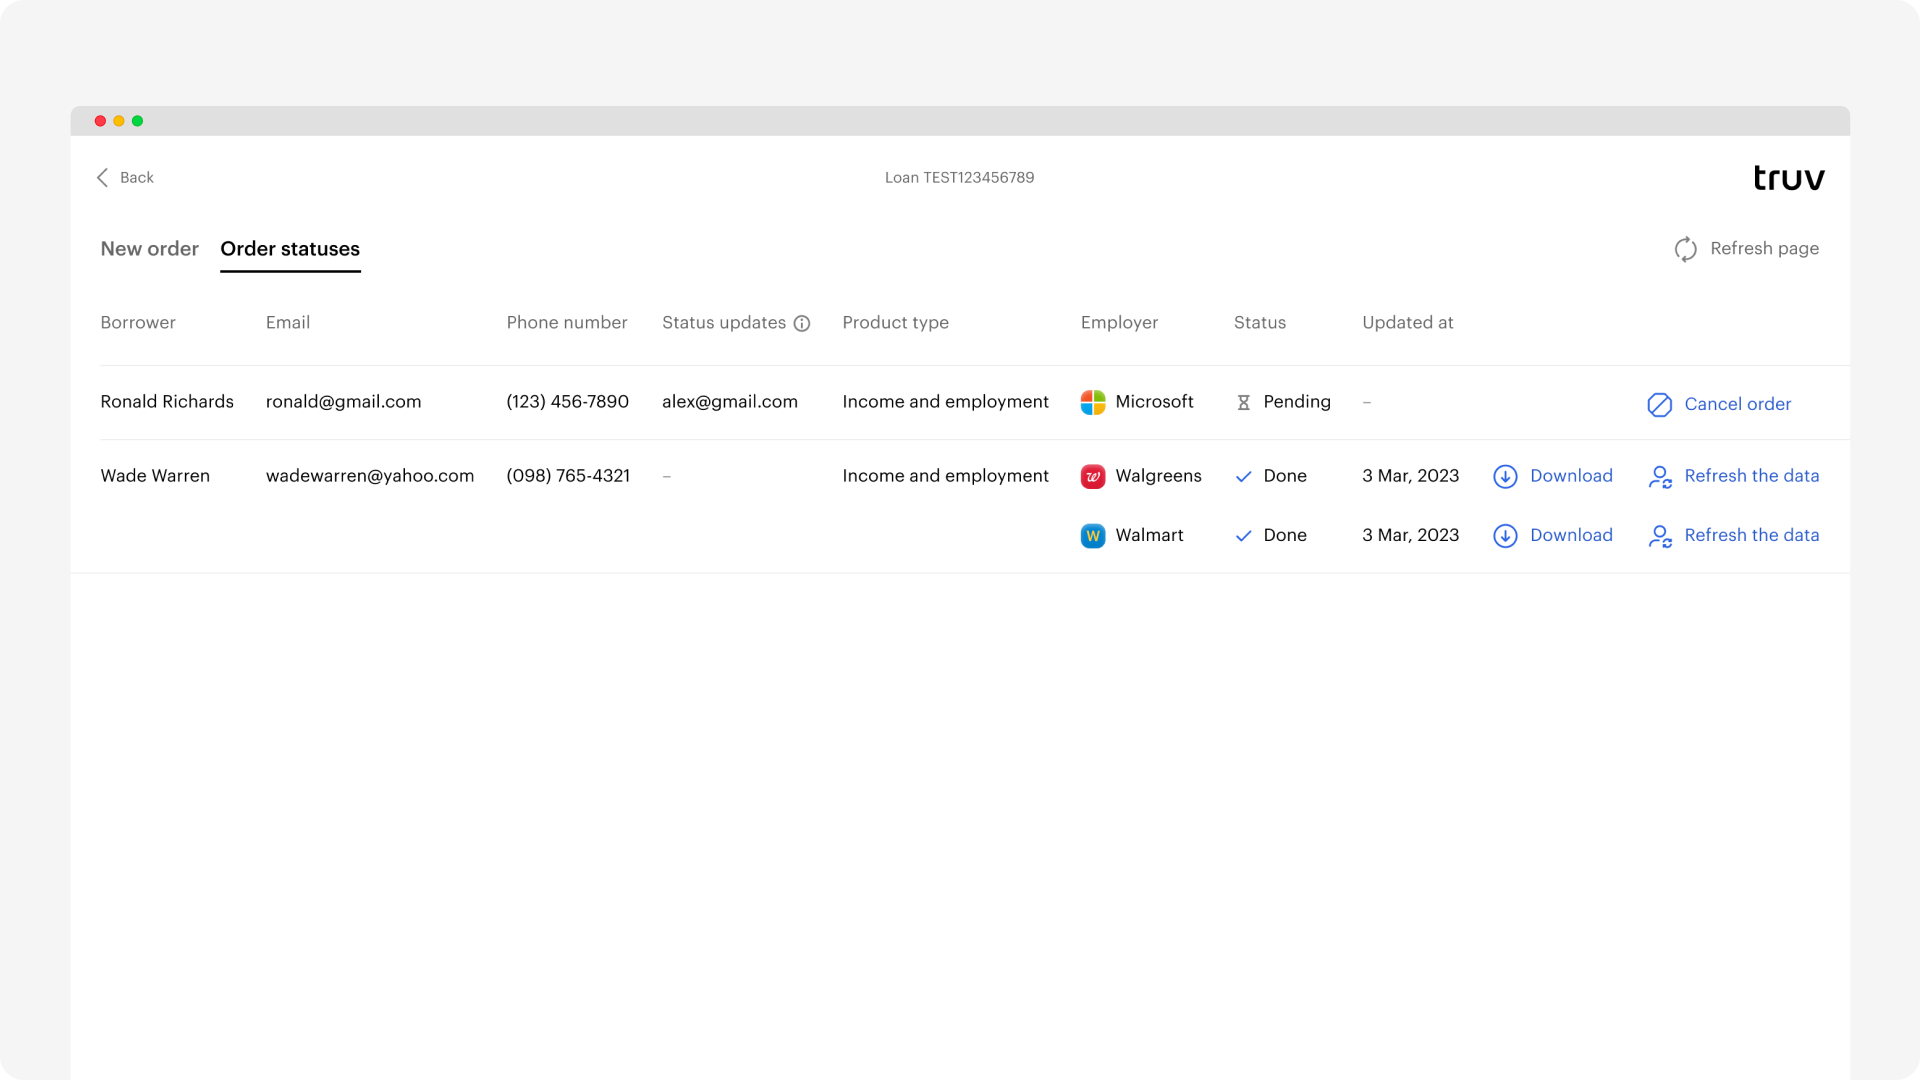 Back
Loan TEST123456789
truv
New order Order statuses
Refresh page
Borrower Email Phone number Status updates Product type Employer Status Updated at
Ronald Richards ronald@gmail.com (123) 456-7890 alex@gmail.com Income and employment Microsoft Pending – Cancel order
Wade Warren wadewarren@yahoo.com (098) 765-4321 – Income and employment w Walgreens Done 3 Mar, 2023 Download Refresh the data
W Walmart Done 3 Mar, 2023 Download Refresh the data